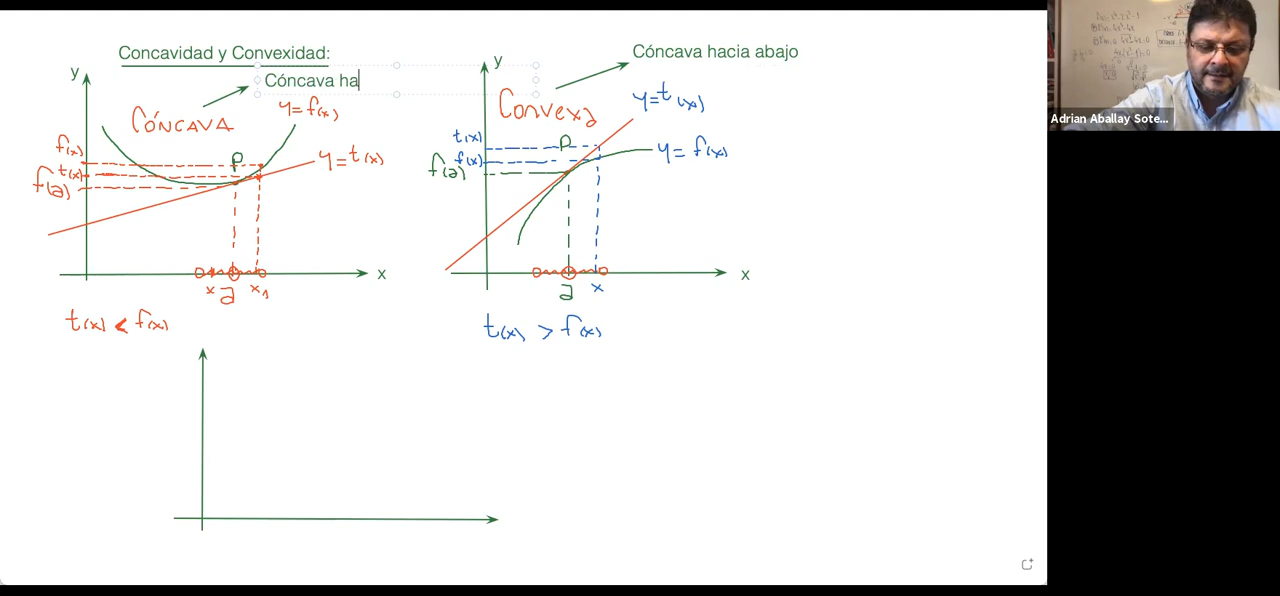 Concavidad y Convexidad:
Cóncava ha
CÓNCAVA
y
y = f(x)
f(x)
t(x)
f(a)
P
y = t(x)
x
x a x1
t(x) < f(x)
Cóncava hacia abajo
y
Convexa
y = t(x)
t(x)
f(x)
f(a)
P
y = f(x)
x
a x
t(x) > f(x)
Adrian Aballay Sote...